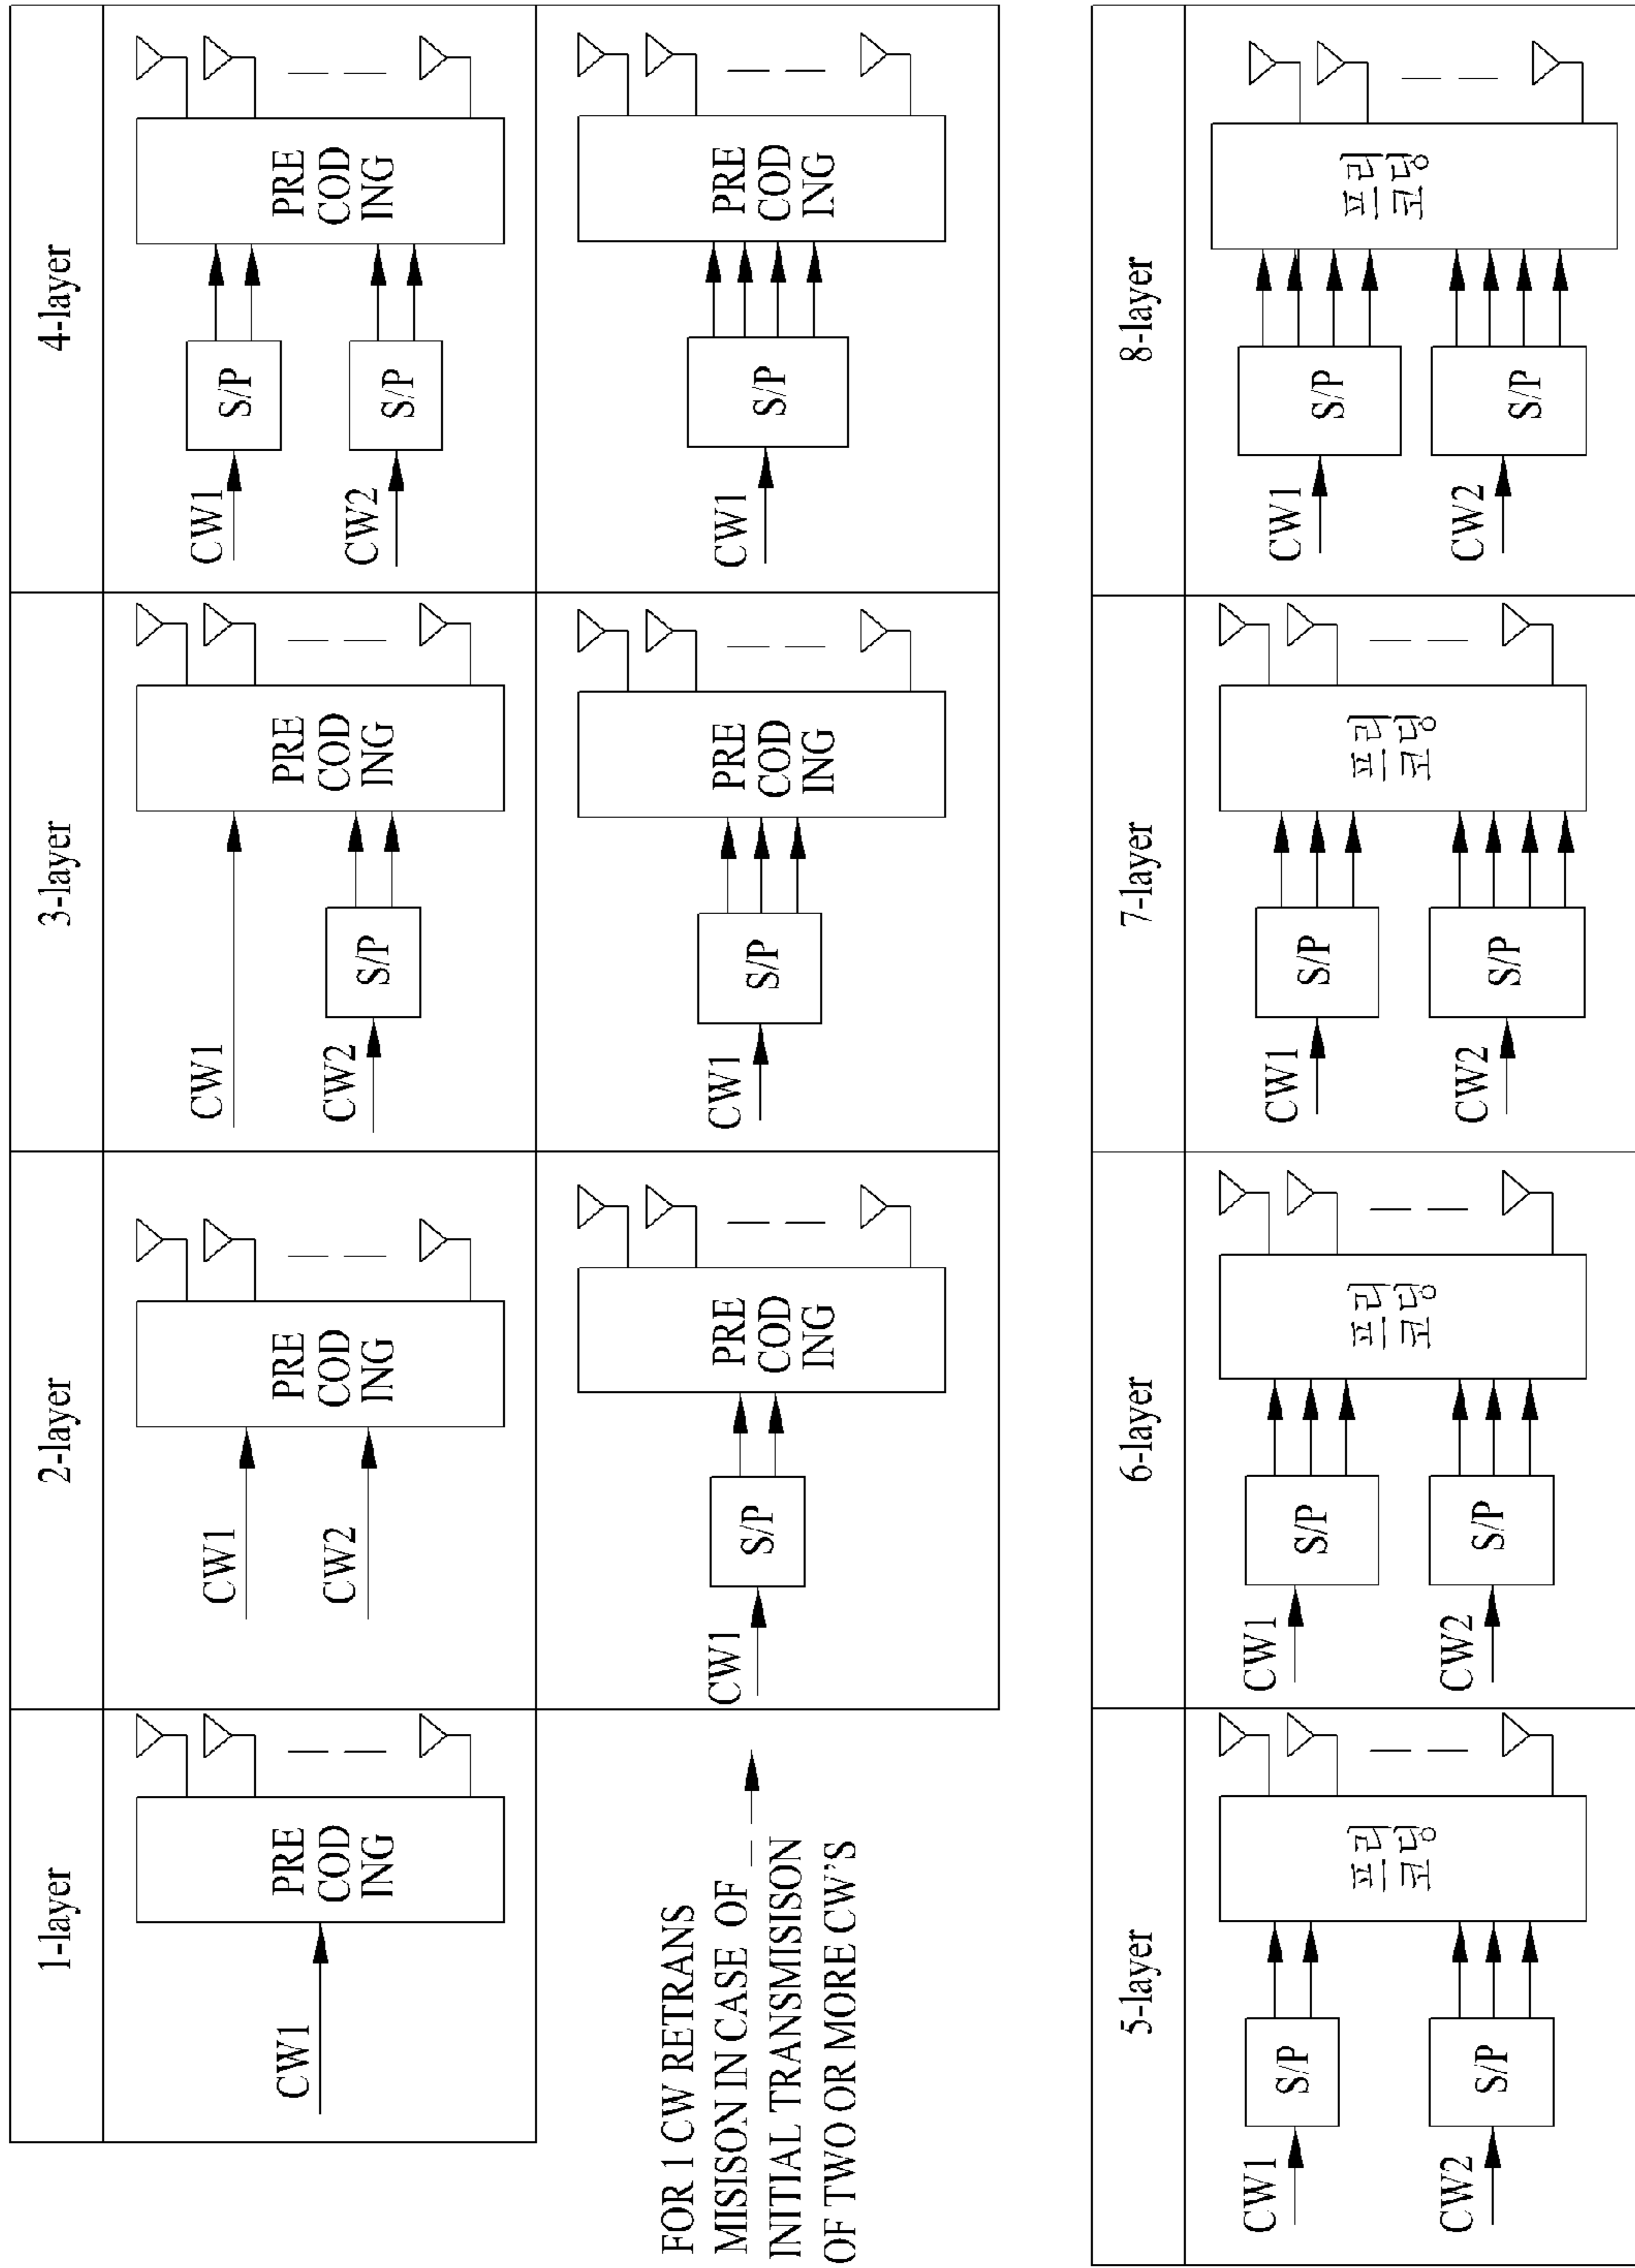 1-layer
2-layer
3-layer
4-layer
CW1
PRE
COD
ING
CW1
CW2
PRE
COD
ING
CW1
CW2
S/P
PRE
COD
ING
CW1
CW2
S/P
S/P
PRE
COD
ING
FOR 1 CW RETRANS
MISISON IN CASE OF
INITIAL TRANSMISISON
OF TWO OR MORE CW'S
CW1
S/P
PRE
COD
ING
CW1
S/P
PRE
COD
ING
CW1
S/P
PRE
COD
ING
5-layer
6-layer
7-layer
8-layer
CW1
CW2
S/P
S/P
프리
코딩
CW1
CW2
S/P
S/P
프리
코딩
CW1
CW2
S/P
S/P
프리
코딩
CW1
CW2
S/P
S/P
프리
코딩